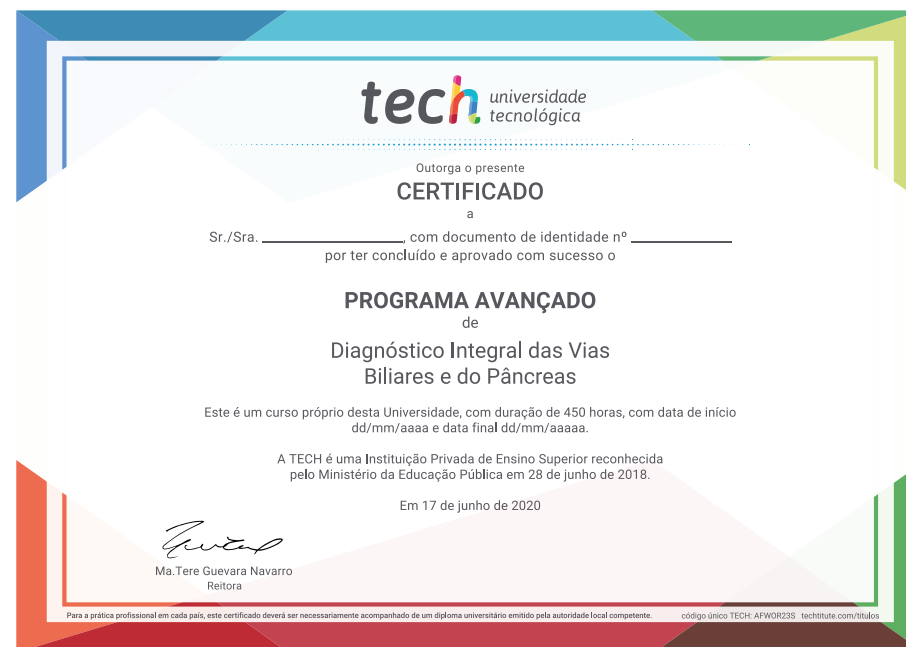 tech universidade
tecnológica
Outorga o presente
CERTIFICADO
a
Sr./Sra. ____________, com documento de identidade nº ____________
por ter concluído e aprovado com sucesso o
PROGRAMA AVANÇADO
de
Diagnóstico Integral das Vias
Biliares e do Pâncreas
Este é um curso próprio desta Universidade, com duração de 450 horas, com data de início
dd/mm/aaaa e data final dd/mm/aaaaa.
A TECH é uma Instituição Privada de Ensino Superior reconhecida
pelo Ministério da Educação Pública em 28 de junho de 2018.
Em 17 de junho de 2020
Ma.Tere Guevara Navarro
Reitora
Para a prática profissional em cada país, este certificado deverá ser necessariamente acompanhado de um diploma universitário emitido pela autoridade local competente. código único TECH: AFWOR23S techtitute.com/titulos